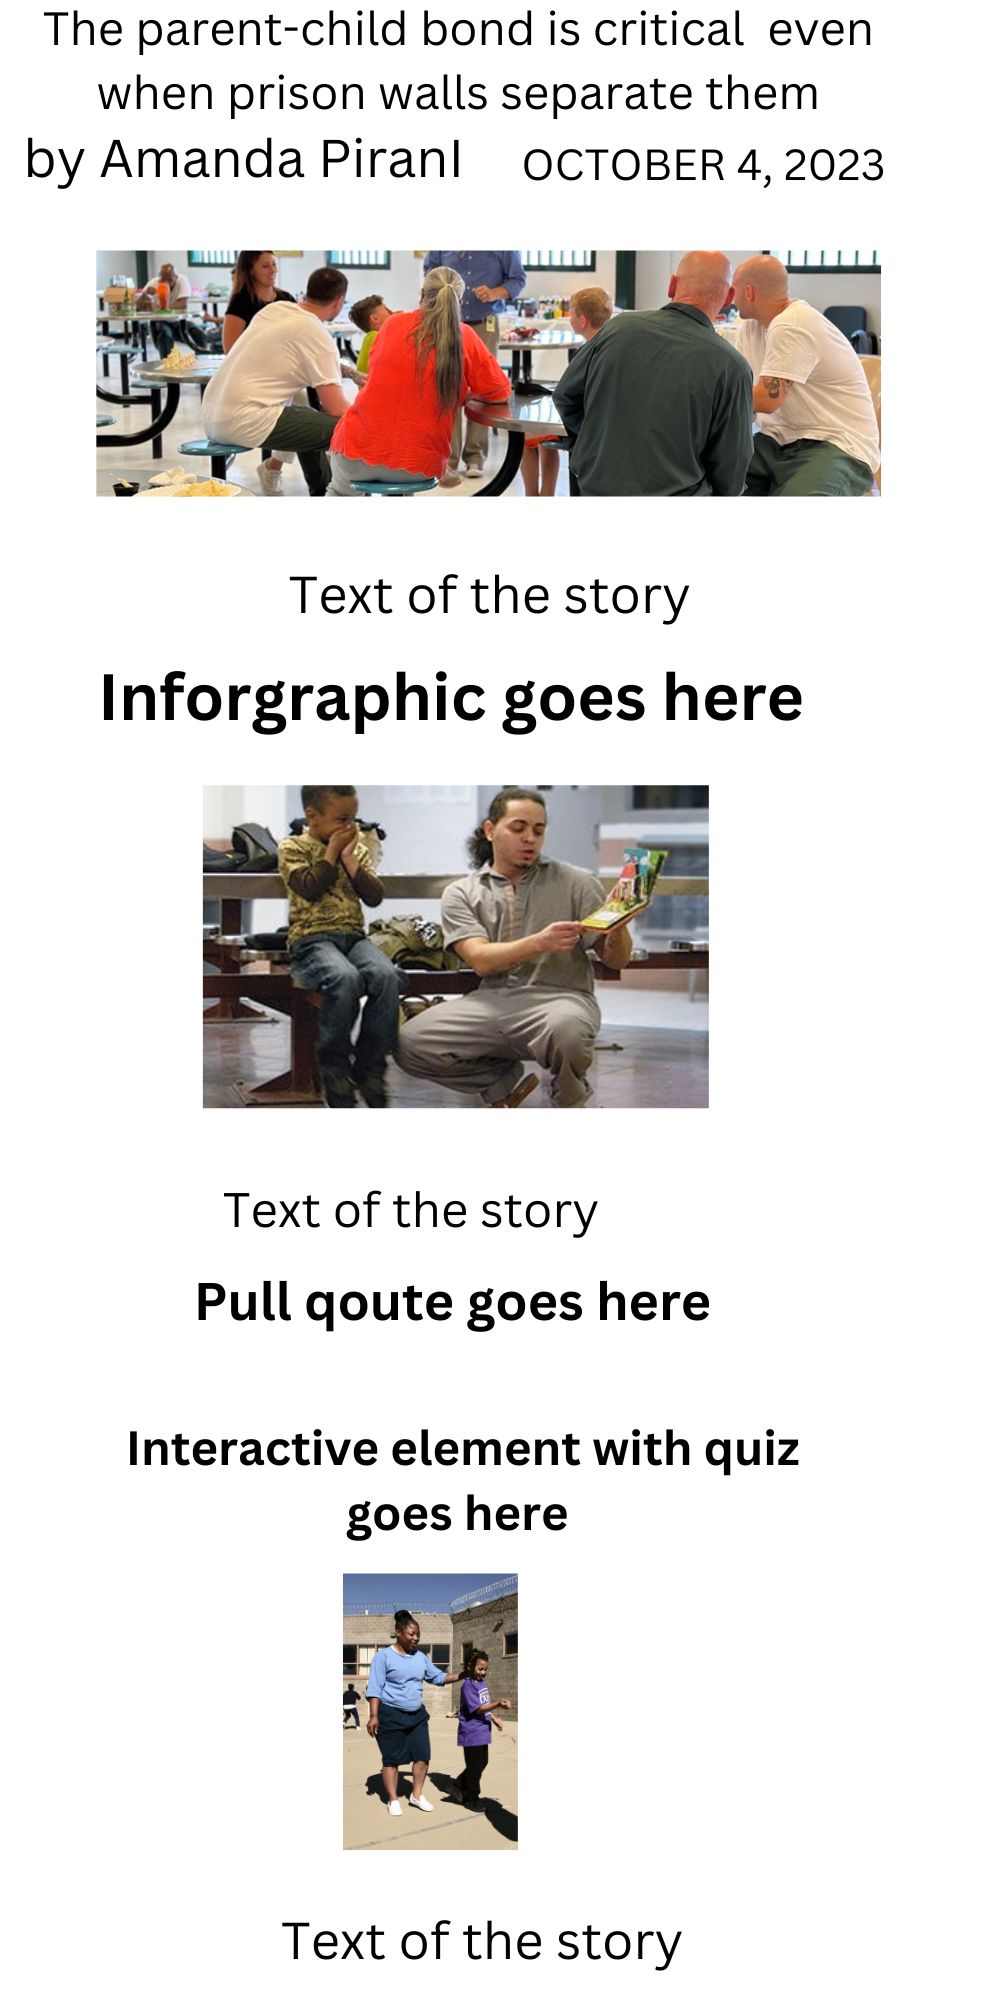 The parent-child bond is critical  even
when prison walls separate them
by Amanda PiranI
OCTOBER 4, 2023
Text of the story
Inforgraphic goes here
Text of the story
Pull qoute goes here
Interactive element with quiz
goes here
Text of the story